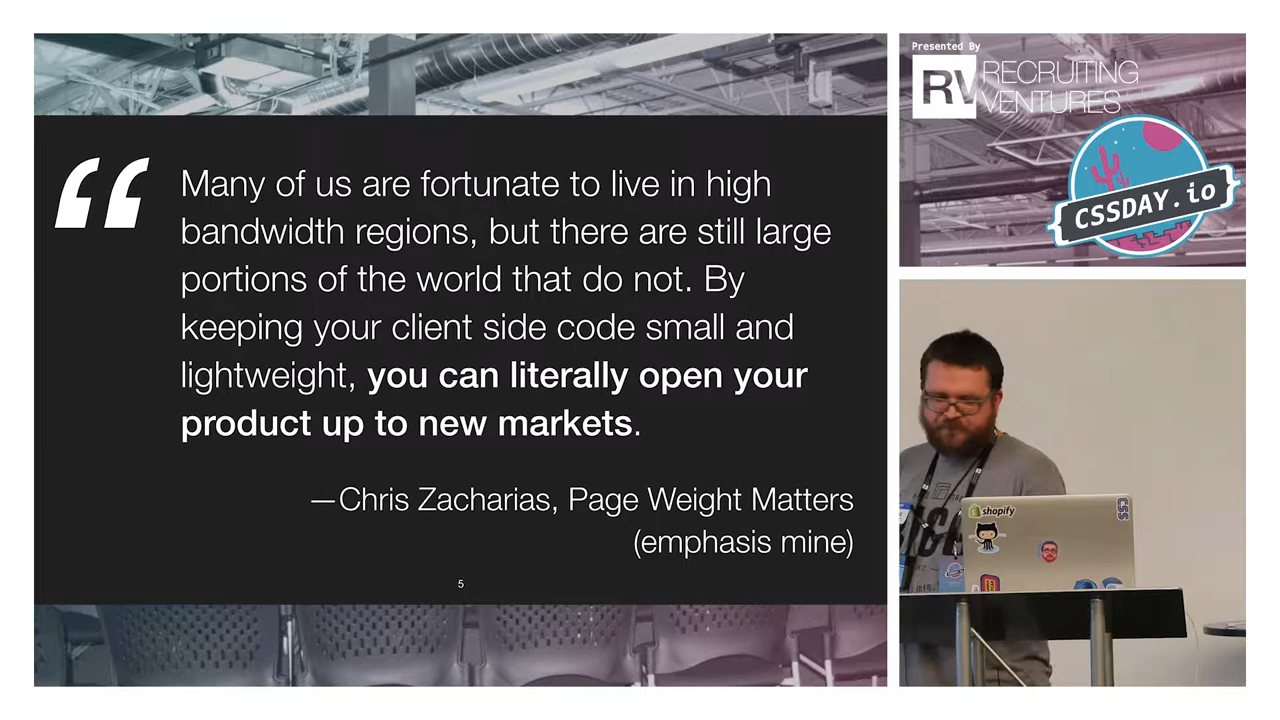 “
Many of us are fortunate to live in high
bandwidth regions, but there are still large
portions of the world that do not. By
keeping your client side code small and
lightweight, you can literally open your
product up to new markets.
—Chris Zacharias, Page Weight Matters
(emphasis mine)
5
Presented By
RV
RECRUITING
VENTURES
{CSSDAY.io}
shopify
CSS